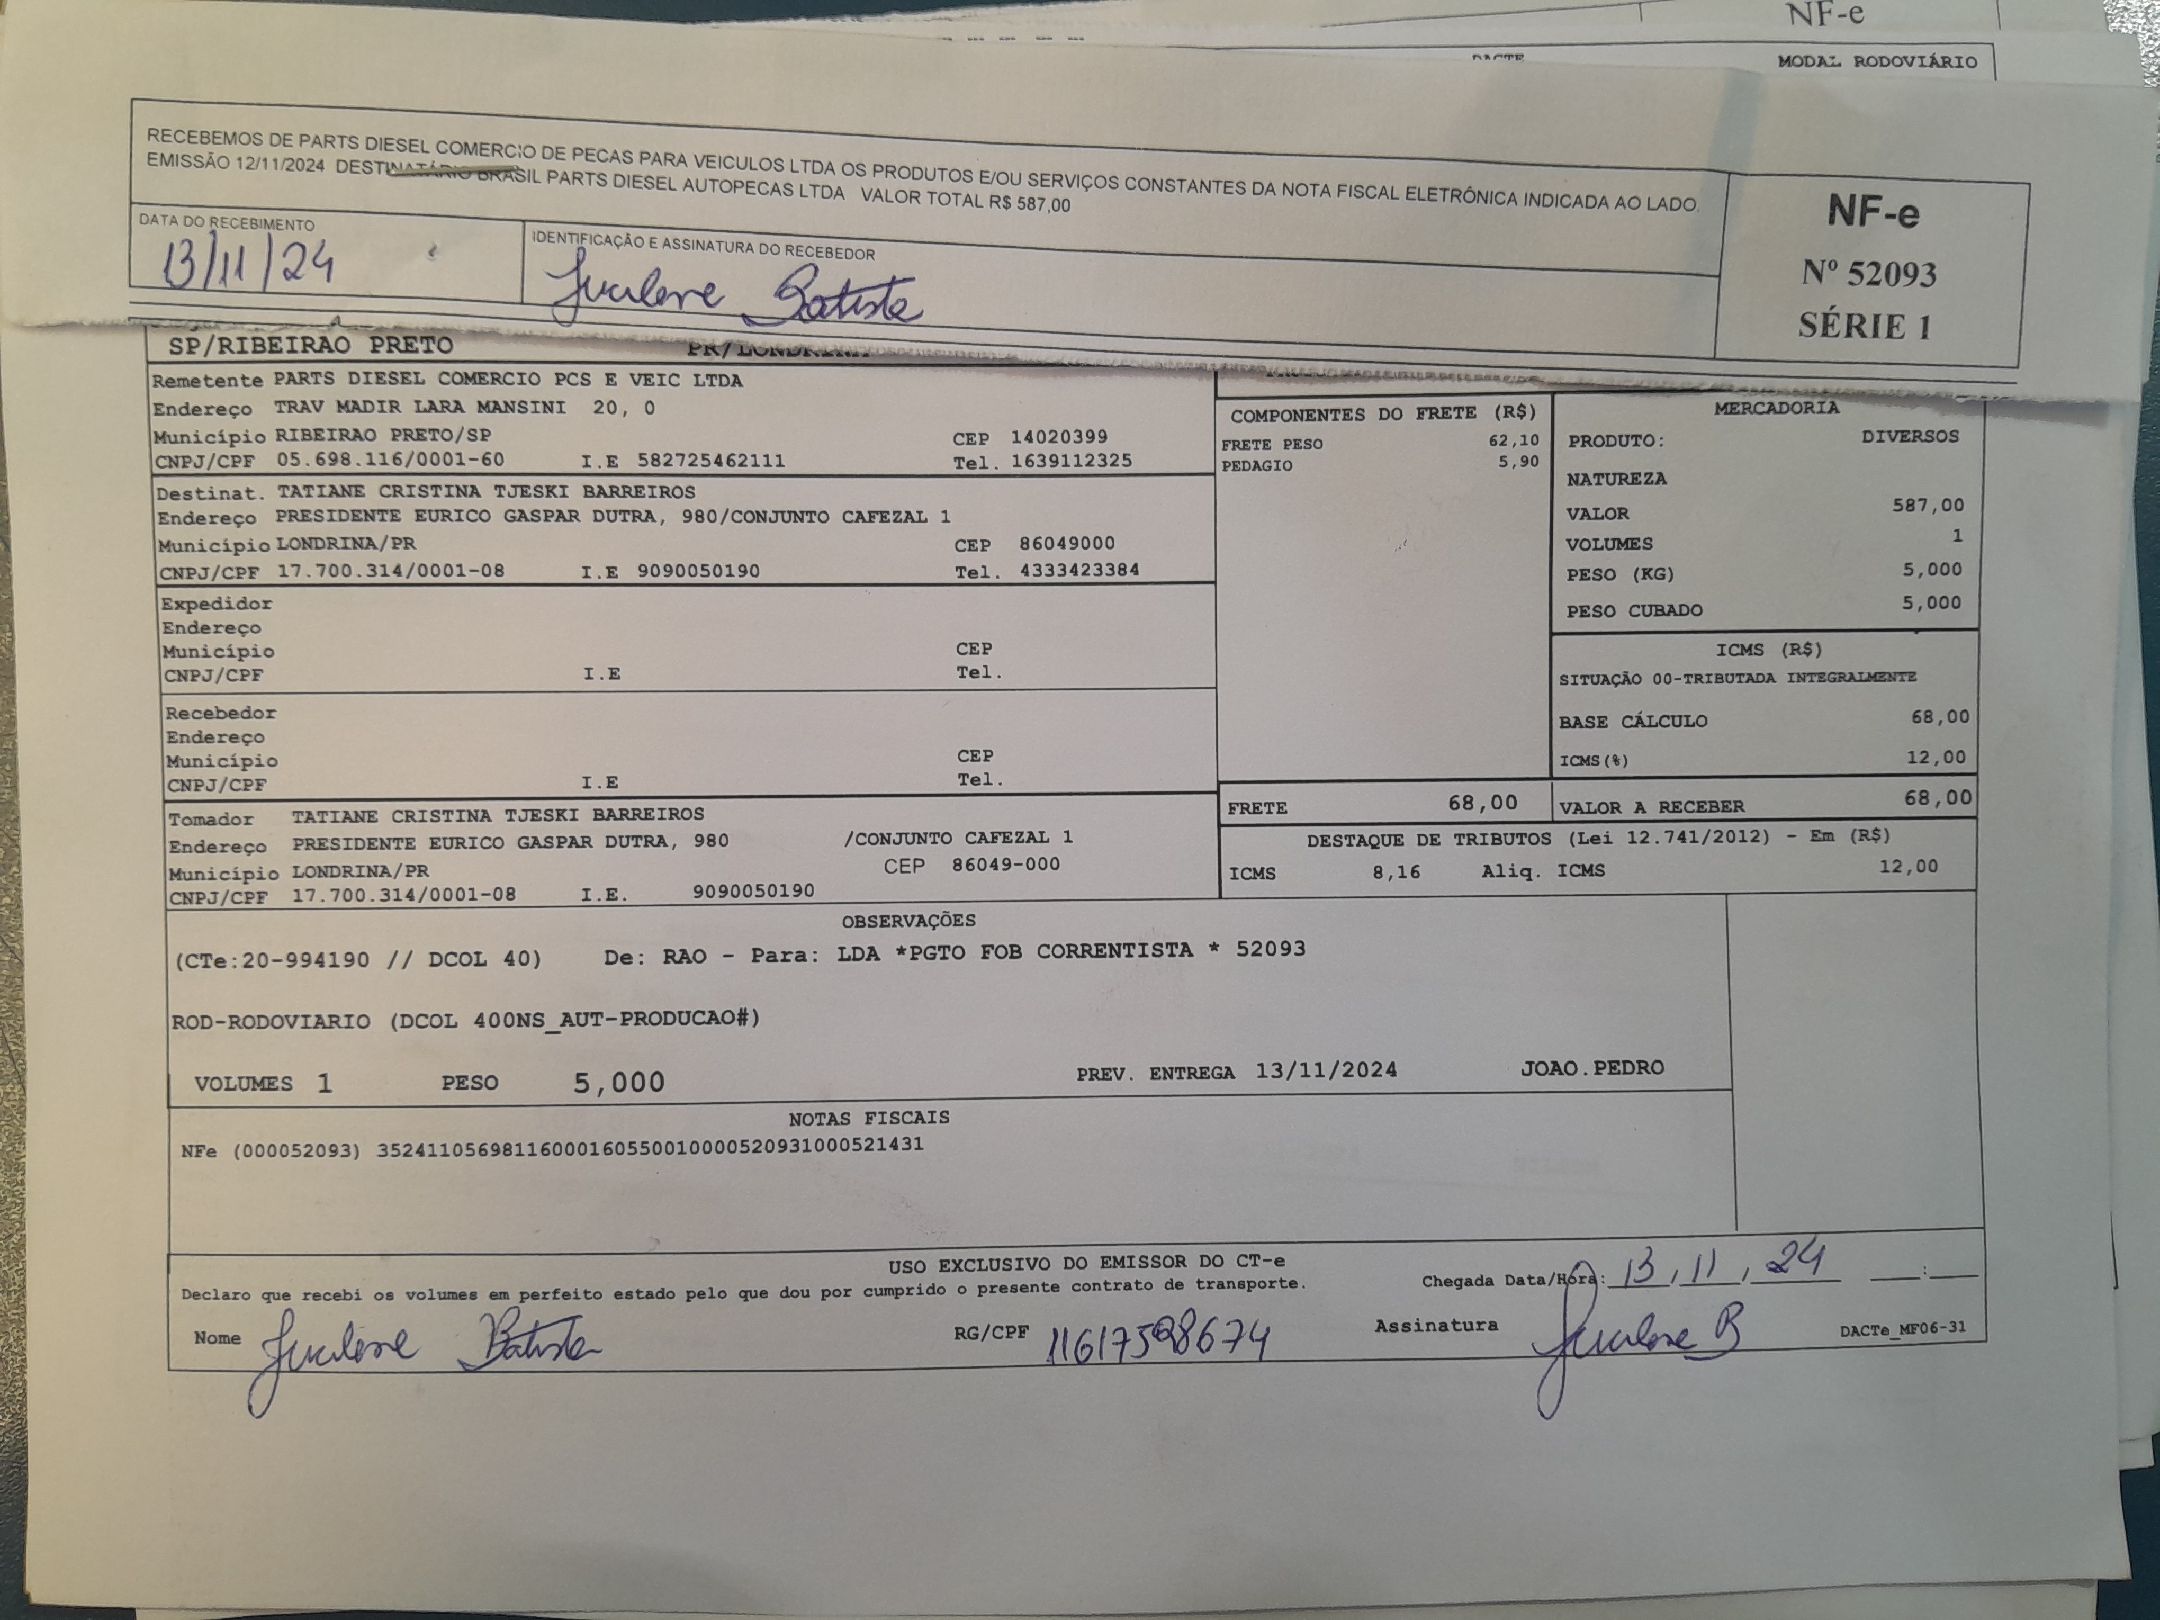 NF-e
DACTE
MODAL RODOVIÁRIO
RECEBEMOS DE PARTS DIESEL COMERCIO DE PECAS PARA VEICULOS LTDA OS PRODUTOS E/OU SERVIÇOS CONSTANTES DA NOTA FISCAL ELETRÔNICA INDICADA AO LADO.
EMISSÃO 12/11/2024 DESTINATÁRIO BRASIL PARTS DIESEL AUTOPECAS LTDA VALOR TOTAL R$ 587,00
NF-e
Nº 52093
SÉRIE 1
DATA DO RECEBIMENTO
13/11/24
IDENTIFICAÇÃO E ASSINATURA DO RECEBEDOR
Jucilene Batista
SP/RIBEIRAO PRETO PR/LONDRINA
Remetente PARTS DIESEL COMERCIO PCS E VEIC LTDA
Endereço TRAV MADIR LARA MANSINI 20, 0
Município RIBEIRAO PRETO/SP CEP 14020399
CNPJ/CPF 05.698.116/0001-60 I.E 582725462111 Tel. 1639112325
Destinat. TATIANE CRISTINA TJESKI BARREIROS
Endereço PRESIDENTE EURICO GASPAR DUTRA, 980/CONJUNTO CAFEZAL 1
Município LONDRINA/PR CEP 86049000
CNPJ/CPF 17.700.314/0001-08 I.E 9090050190 Tel. 4333423384
Expedidor
Endereço
Município CEP
CNPJ/CPF I.E Tel.
Recebedor
Endereço
Município CEP
CNPJ/CPF I.E Tel.
Tomador TATIANE CRISTINA TJESKI BARREIROS
Endereço PRESIDENTE EURICO GASPAR DUTRA, 980 /CONJUNTO CAFEZAL 1
Município LONDRINA/PR CEP 86049-000
CNPJ/CPF 17.700.314/0001-08 I.E. 9090050190
COMPONENTES DO FRETE (R$)
FRETE PESO 62,10
PEDAGIO 5,90
MERCADORIA
PRODUTO: DIVERSOS
NATUREZA
VALOR 587,00
VOLUMES 1
PESO (KG) 5,000
PESO CUBADO 5,000
ICMS (R$)
SITUAÇÃO 00-TRIBUTADA INTEGRALMENTE
BASE CÁLCULO 68,00
ICMS(%) 12,00
FRETE 68,00 VALOR A RECEBER 68,00
DESTAQUE DE TRIBUTOS (Lei 12.741/2012) - Em (R$)
ICMS 8,16 Aliq. ICMS 12,00
OBSERVAÇÕES
(CTe:20-994190 // DCOL 40) De: RAO - Para: LDA *PGTO FOB CORRENTISTA * 52093
ROD-RODOVIARIO (DCOL 400NS_AUT-PRODUCAO#)
VOLUMES 1 PESO 5,000 PREV. ENTREGA 13/11/2024 JOAO.PEDRO
NOTAS FISCAIS
NFe (000052093) 35241105698116000160550010000520931000521431
USO EXCLUSIVO DO EMISSOR DO CT-e
Declaro que recebi os volumes em perfeito estado pelo que dou por cumprido o presente contrato de transporte. Chegada Data/Hora: 13, 11, 24 :
Nome Jucilene Batista RG/CPF 11617598674 Assinatura Jucilene B DACTe_MF06-31